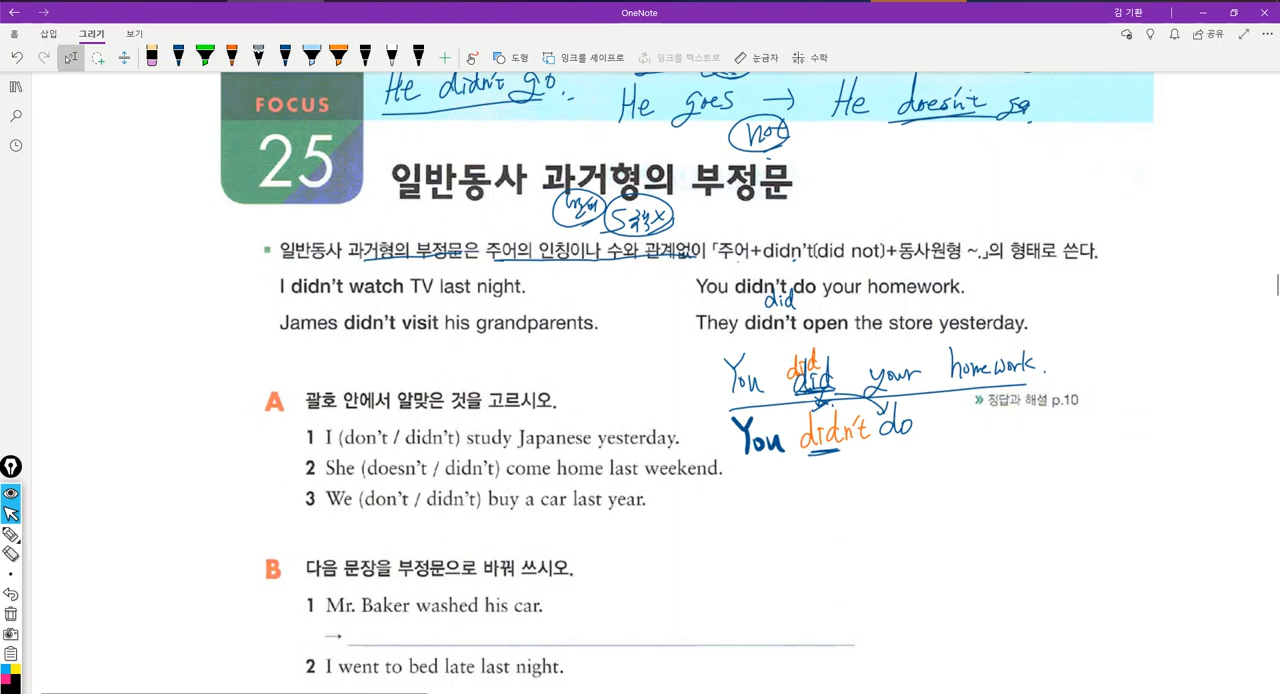 OneNote
김 기환
홈 삽입 그리기 보기
공유
도형 잉크를 셰이프로 잉크를 텍스트로 눈금자 수학
He didn't go.
He goes → He doesn't go.
not
FOCUS
25
일반동사 과거형의 부정문
일반동사 과거형의 부정문은 주어의 인칭이나 수와 관계없이 「주어+didn't(did not)+동사원형 ~.」의 형태로 쓴다.
I didn't watch TV last night.
You didn't do your homework.
did
James didn't visit his grandparents.
They didn't open the store yesterday.
did
You did your homework.
» 정답과 해설 p.10
You didn't do
A 괄호 안에서 알맞은 것을 고르시오.
1 I (don't / didn't) study Japanese yesterday.
2 She (doesn't / didn't) come home last weekend.
3 We (don't / didn't) buy a car last year.
B 다음 문장을 부정문으로 바꿔 쓰시오.
1 Mr. Baker washed his car.
→
2 I went to bed late last night.